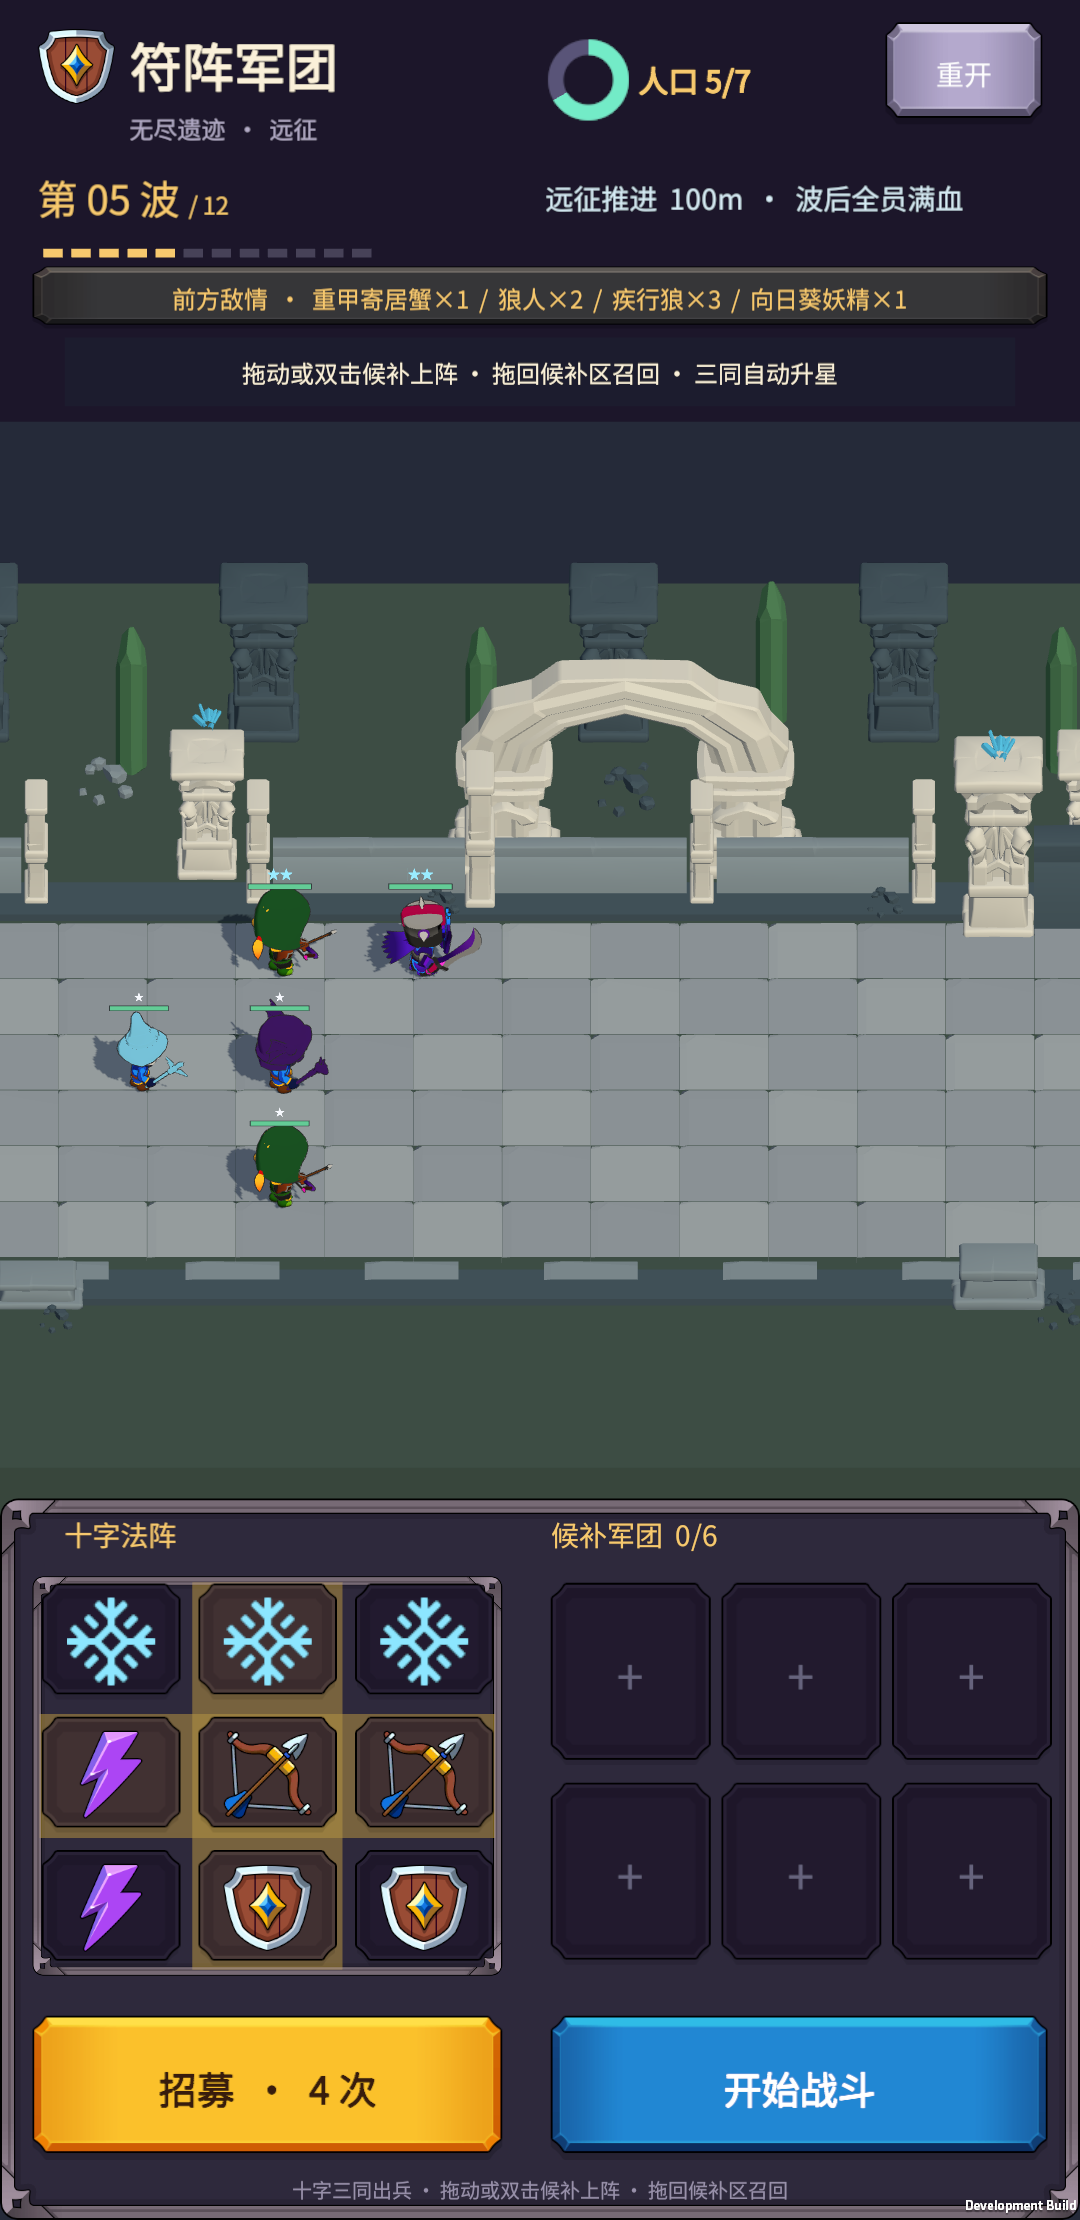 符阵军团
无尽遗迹 · 远征
人口 5/7
重开
第 05 波 / 12
远征推进 100m · 波后全员满血
前方敌情 · 重甲寄居蟹×1 / 狼人×2 / 疾行狼×3 / 向日葵妖精×1
拖动或双击候补上阵 · 拖回候补区召回 · 三同自动升星
十字法阵
候补军团 0/6
招募 · 4 次
开始战斗
十字三同出兵 · 拖动或双击候补上阵 · 拖回候补区召回
Development Build